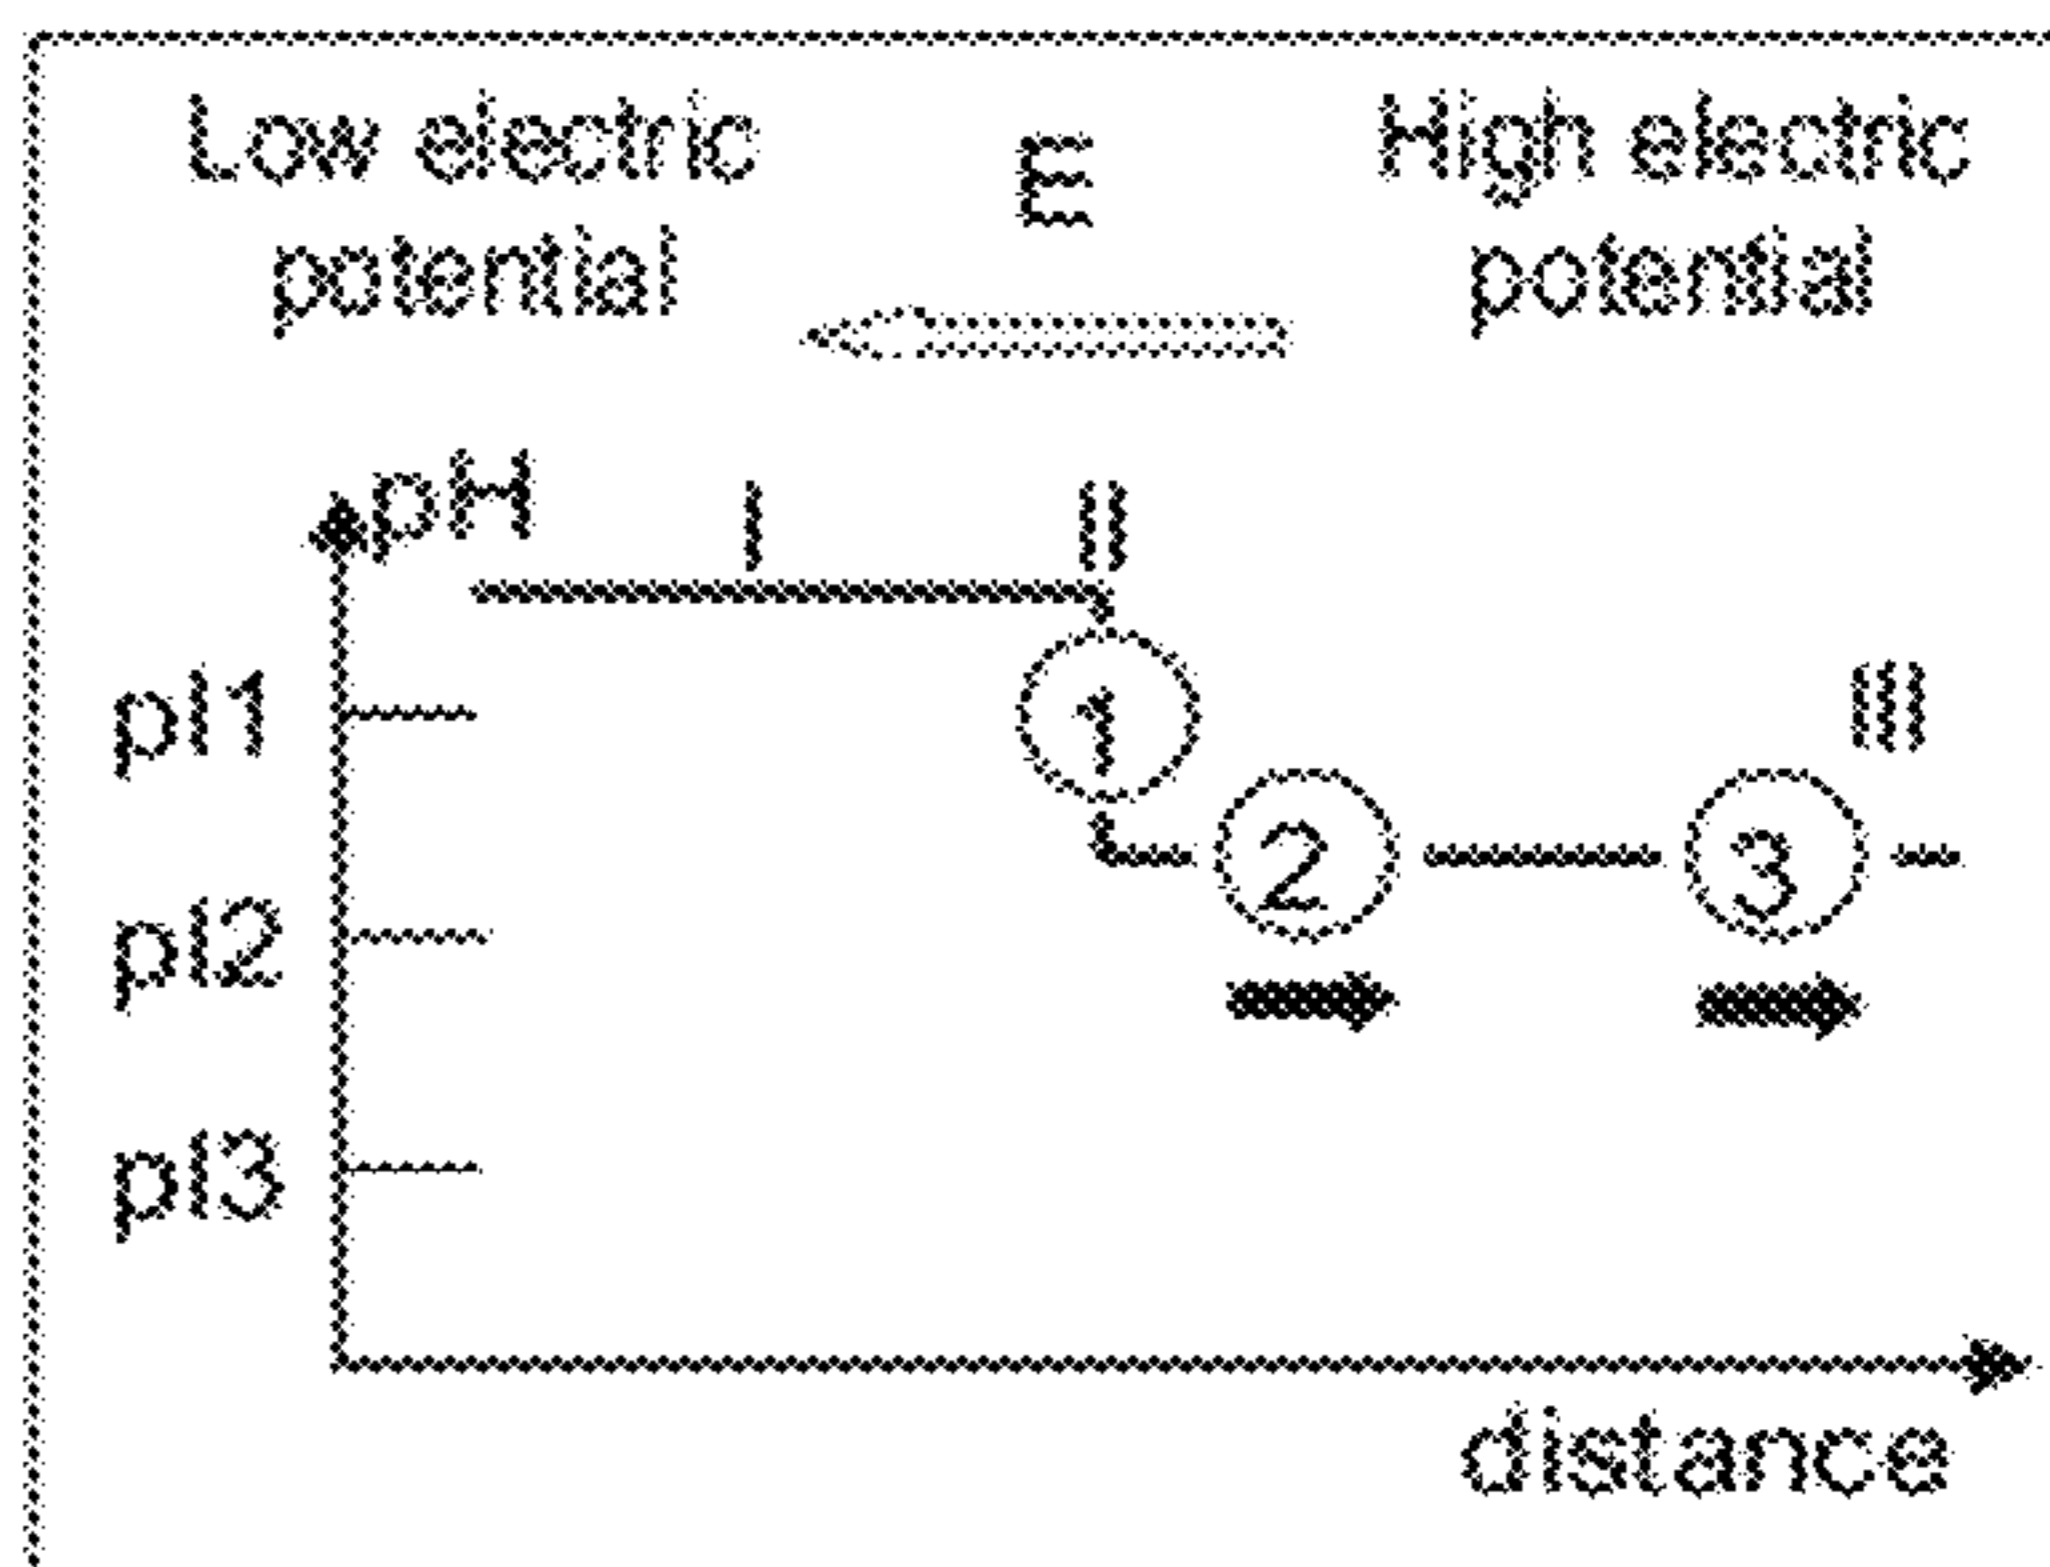 Low electric
potential
E
High electric
potential
pH
I
II
pI1
1
III
2
3
pI2
pI3
distance